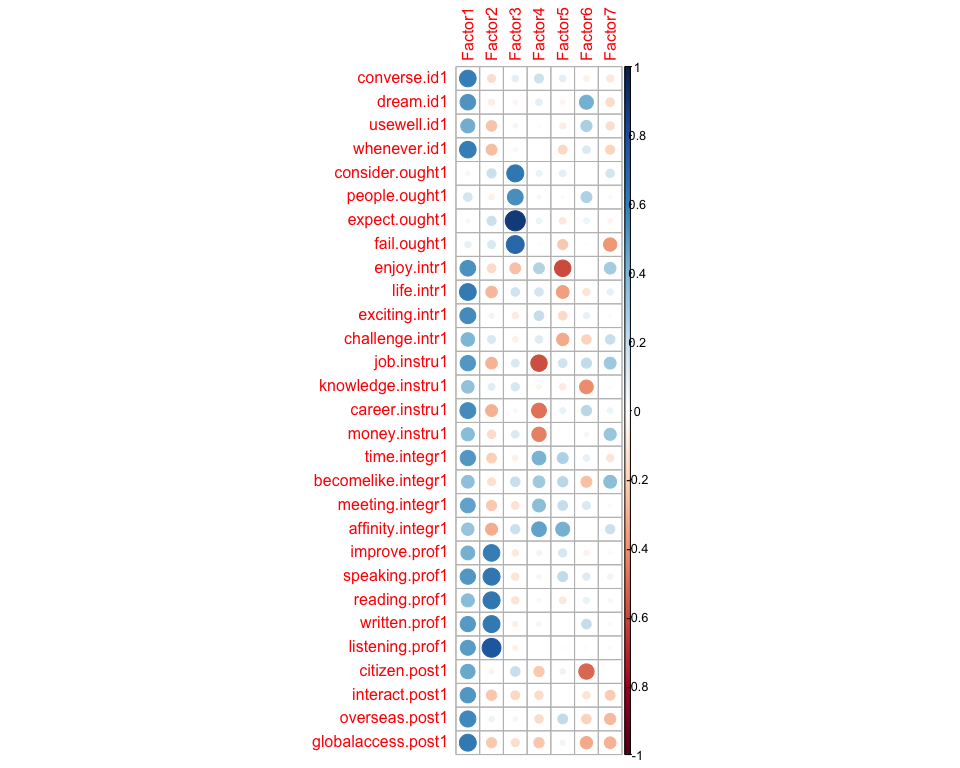 Factor1 Factor2 Factor3 Factor4 Factor5 Factor6 Factor7
converse.id1
dream.id1
usewell.id1
whenever.id1
consider.ought1
people.ought1
expect.ought1
fail.ought1
enjoy.intr1
life.intr1
exciting.intr1
challenge.intr1
job.instru1
knowledge.instru1
career.instru1
money.instru1
time.integr1
becomelike.integr1
meeting.integr1
affinity.integr1
improve.prof1
speaking.prof1
reading.prof1
written.prof1
listening.prof1
citizen.post1
interact.post1
overseas.post1
globalaccess.post1
1
0.8
0.6
0.4
0.2
0
-0.2
-0.4
-0.6
-0.8
-1